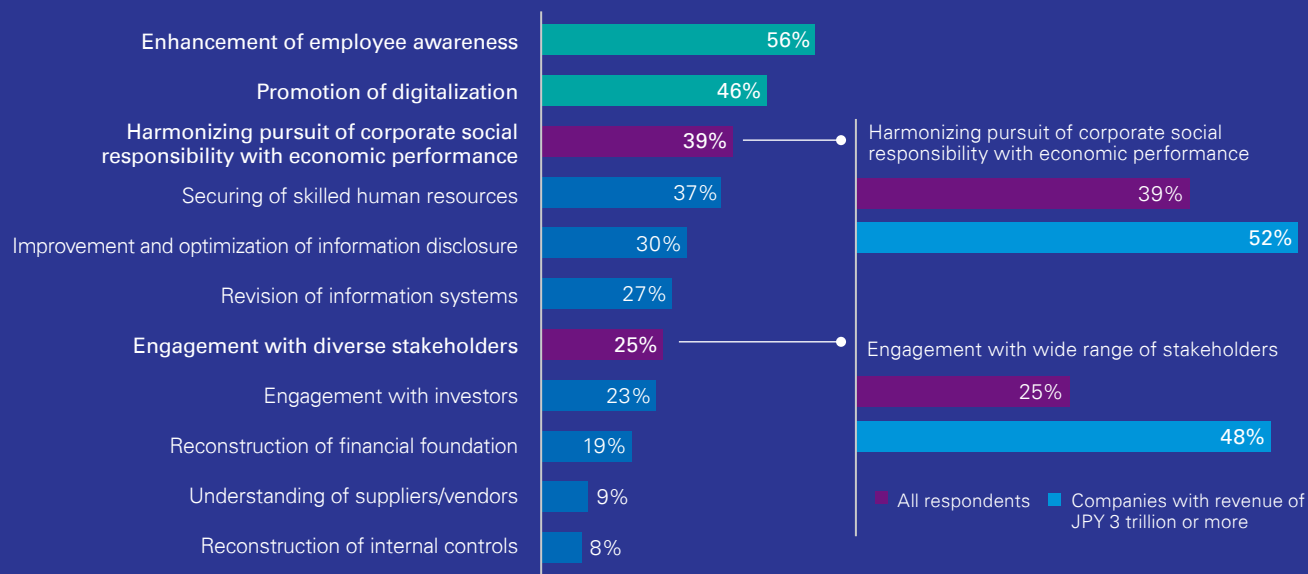 Enhancement of employee awareness
56%
Promotion of digitalization
46%
Harmonizing pursuit of corporate social
responsibility with economic performance
39%
Securing of skilled human resources
37%
Improvement and optimization of information disclosure
30%
Revision of information systems
27%
Engagement with diverse stakeholders
25%
Engagement with investors
23%
Reconstruction of financial foundation
19%
Understanding of suppliers/vendors
9%
Reconstruction of internal controls
8%
Harmonizing pursuit of corporate social
responsibility with economic performance
39%
52%
Engagement with wide range of stakeholders
25%
48%
All respondents
Companies with revenue of
JPY 3 trillion or more